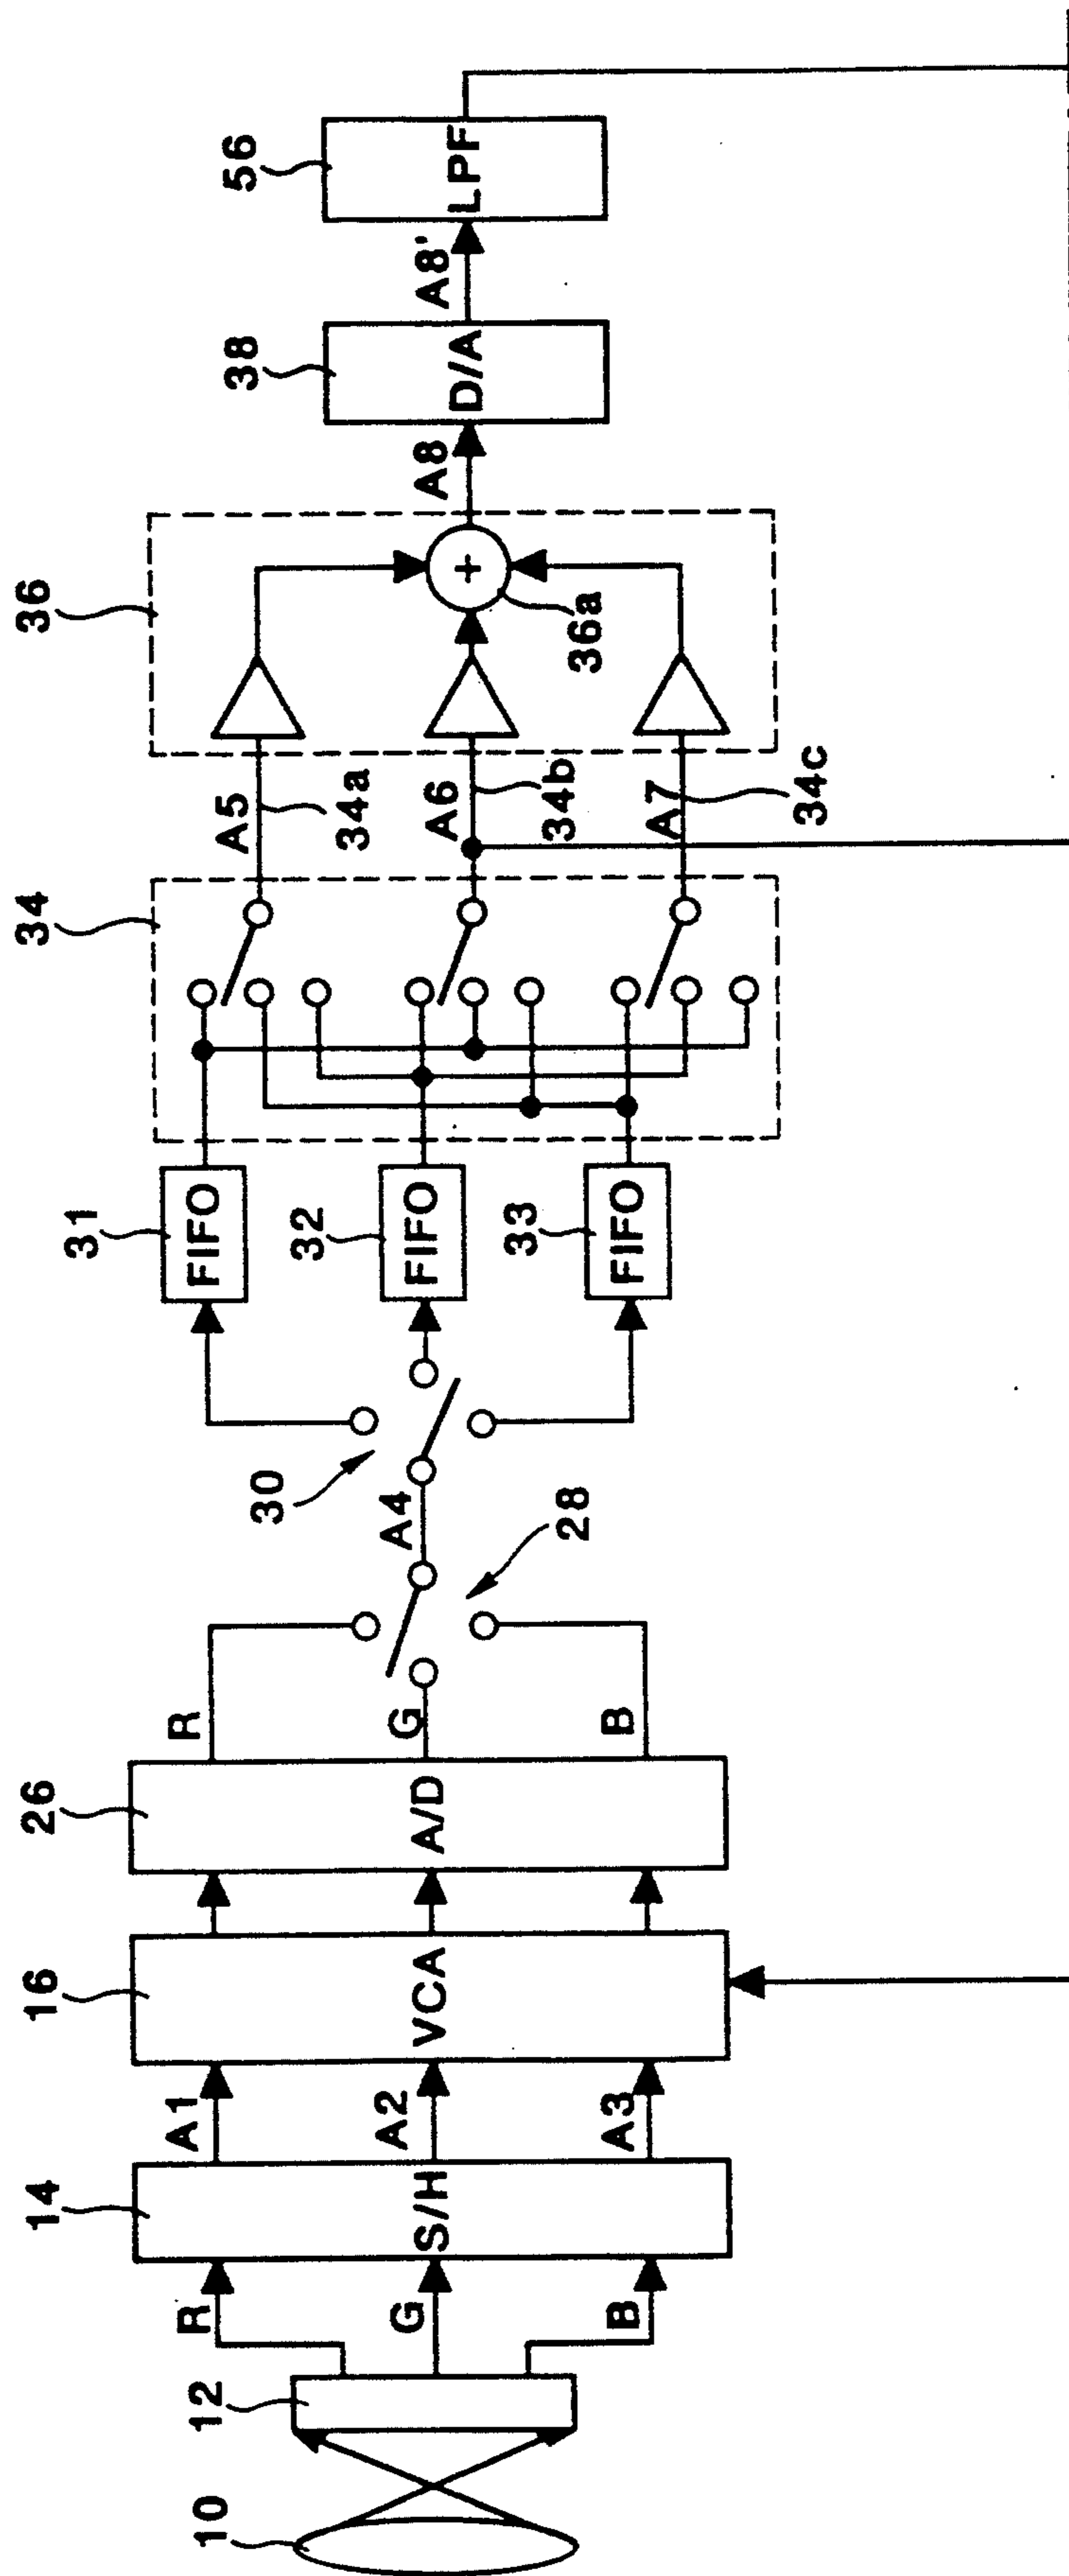 10
12
R
G
B
14
S/H
A1
A2
A3
16
VCA
26
A/D
R
G
B
28
A4
30
31
FIFO
32
FIFO
33
FIFO
34
A5
34a
A6
34b
A7
34c
36
+
36a
A8
38
D/A
A8'
56
LPF